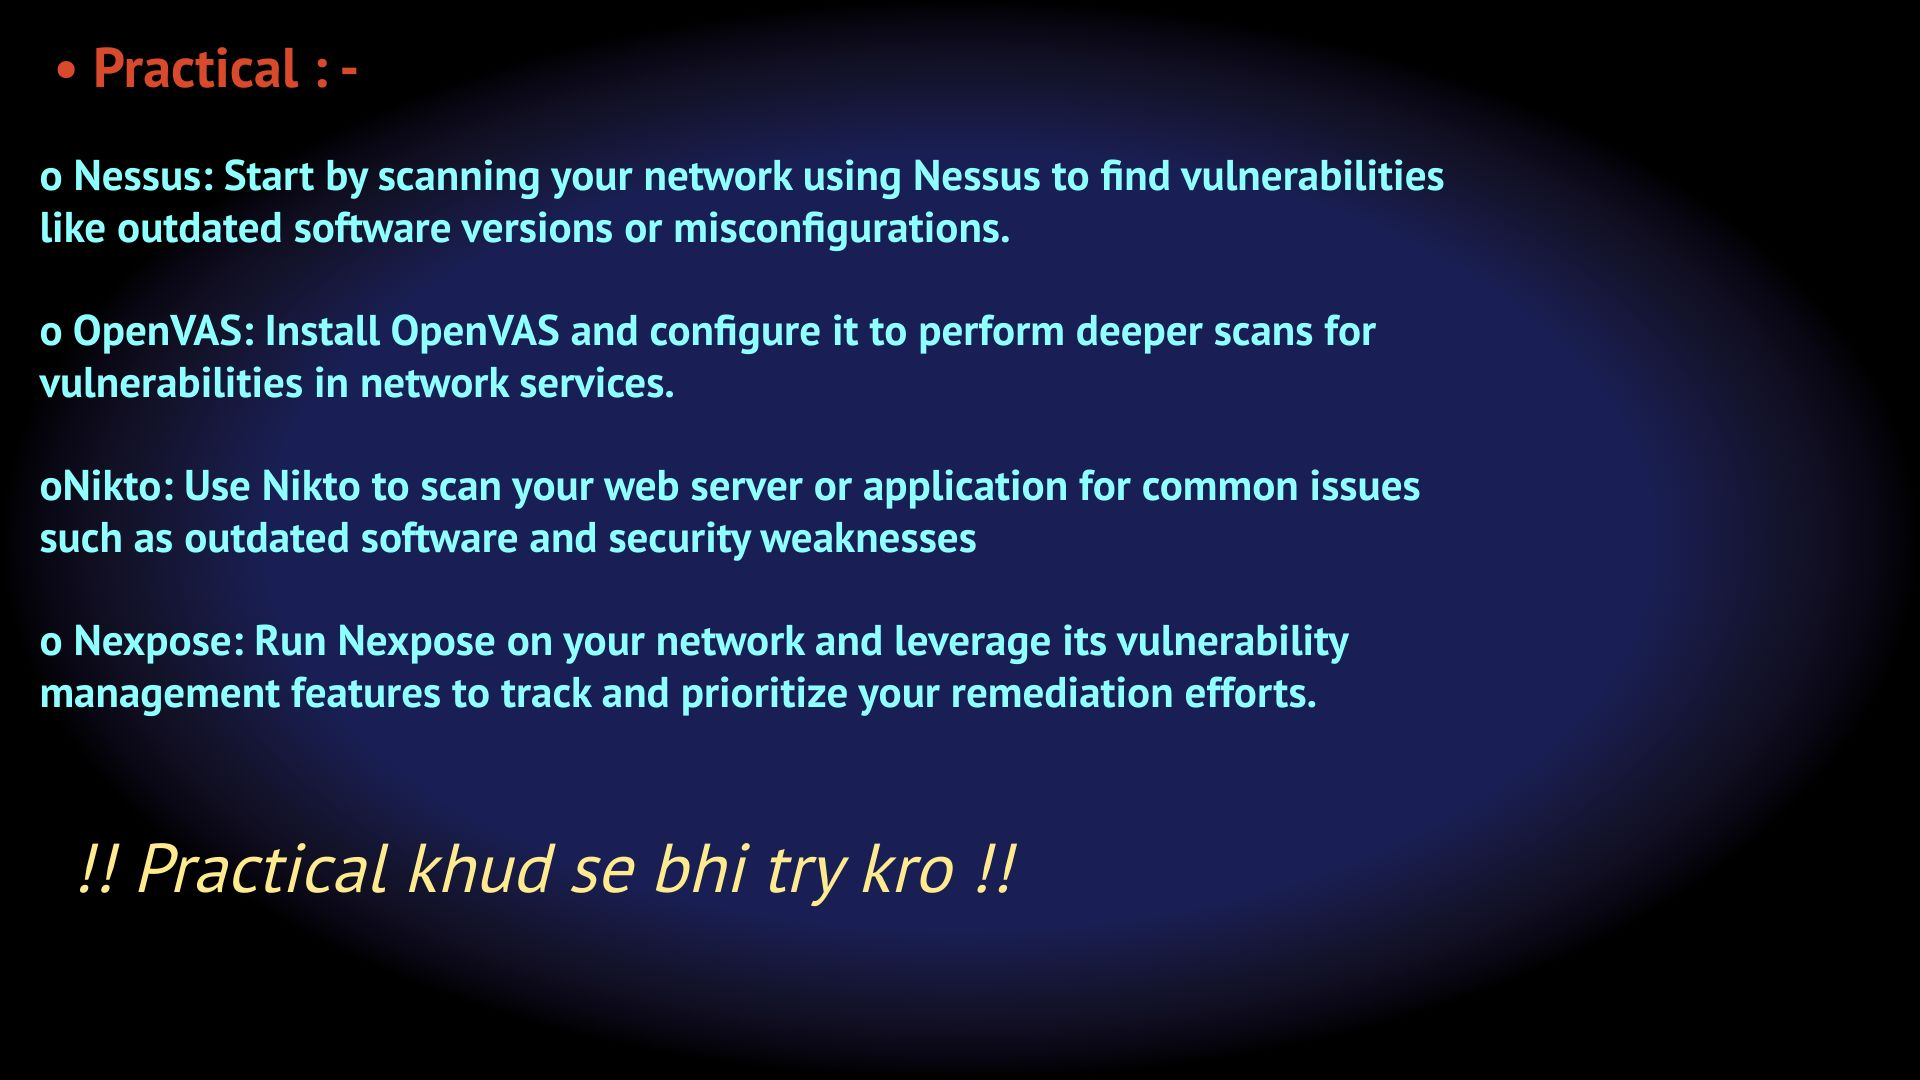 • Practical : -
o Nessus: Start by scanning your network using Nessus to find vulnerabilities
like outdated software versions or misconfigurations.
o OpenVAS: Install OpenVAS and configure it to perform deeper scans for
vulnerabilities in network services.
oNikto: Use Nikto to scan your web server or application for common issues
such as outdated software and security weaknesses
o Nexpose: Run Nexpose on your network and leverage its vulnerability
management features to track and prioritize your remediation efforts.
!! Practical khud se bhi try kro !!